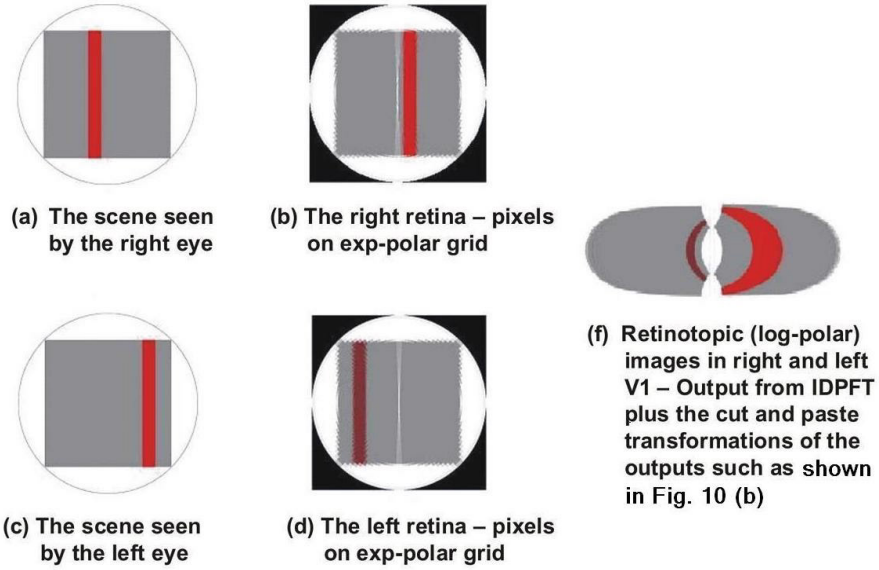 (a) The scene seen
by the right eye
(b) The right retina – pixels
on exp-polar grid
(c) The scene seen
by the left eye
(d) The left retina – pixels
on exp-polar grid
(f) Retinotopic (log-polar)
images in right and left
V1 – Output from IDPFT
plus the cut and paste
transformations of the
outputs such as shown
in Fig. 10 (b)